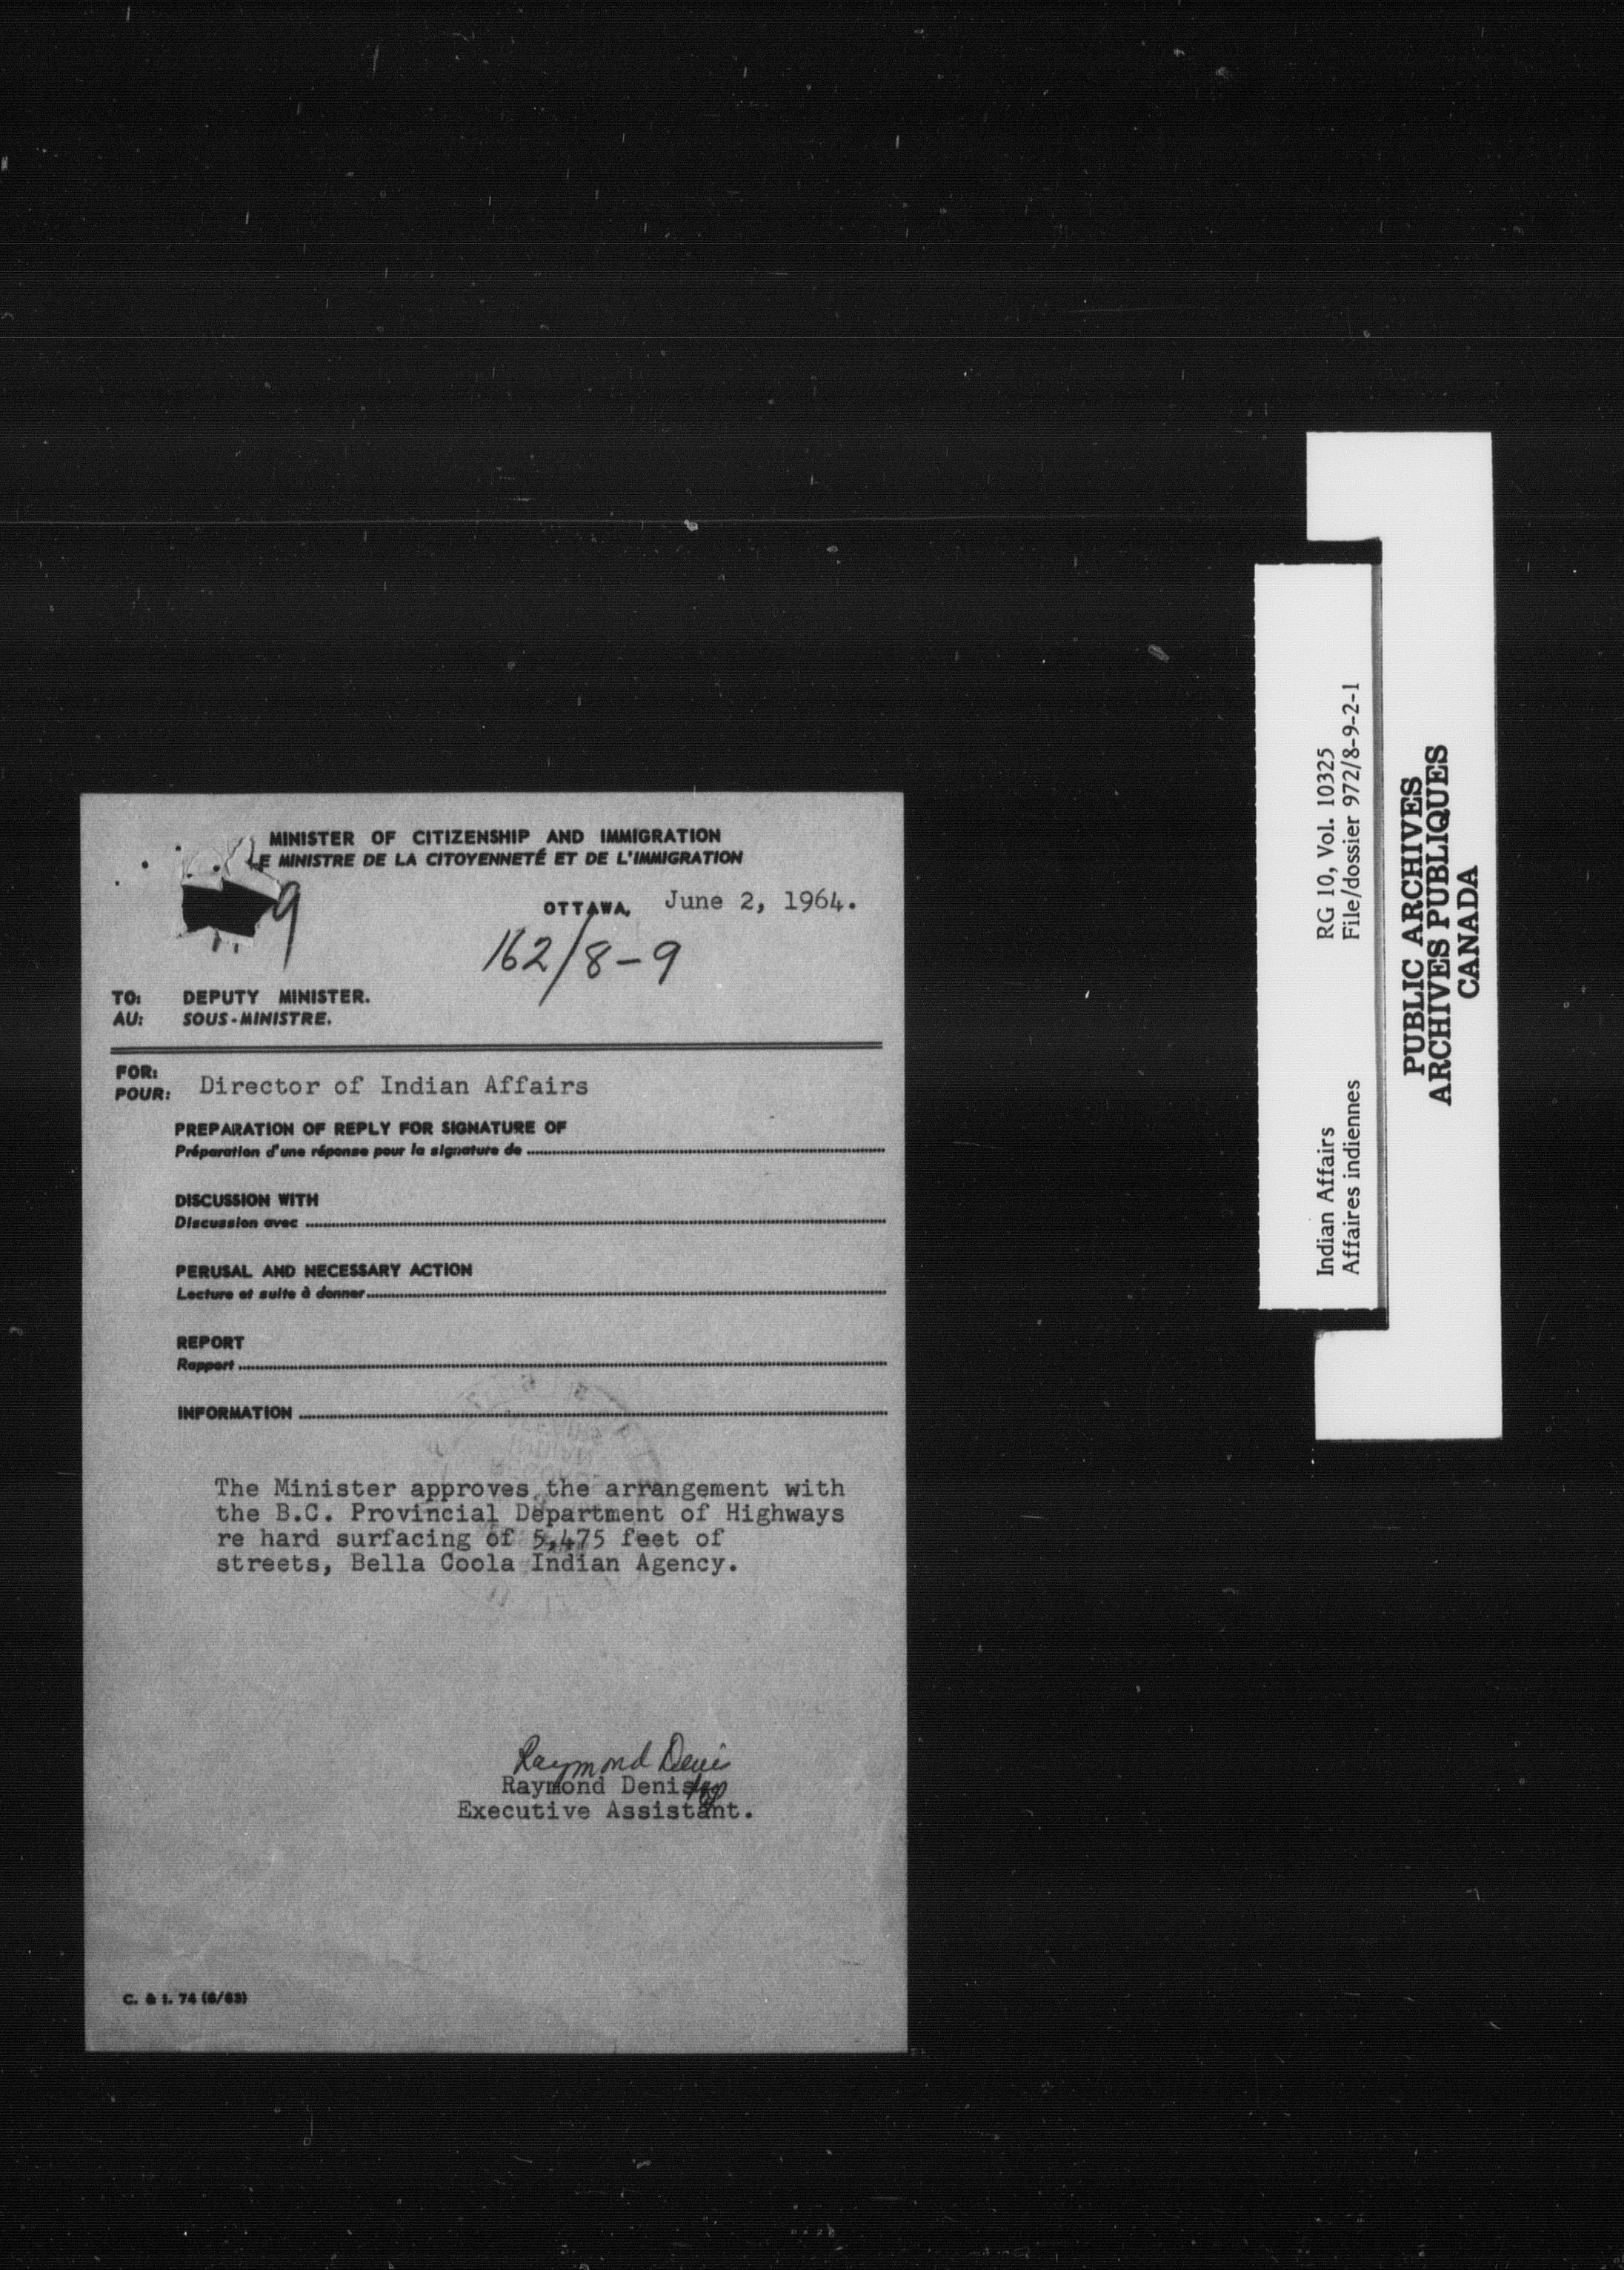 MINISTER OF CITIZENSHIP AND IMMIGRATION
LE MINISTRE DE LA CITOYENNETÉ ET DE L'IMMIGRATION
9
OTTAWA, June 2, 1964.
162/8-9
TO: DEPUTY MINISTER.
AU: SOUS-MINISTRE.
FOR:
POUR: Director of Indian Affairs
PREPARATION OF REPLY FOR SIGNATURE OF
Préparation d'une réponse pour la signature de
DISCUSSION WITH
Discussion avec
PERUSAL AND NECESSARY ACTION
Lecture et suite à donner
REPORT
Rapport
INFORMATION
The Minister approves the arrangement with
the B.C. Provincial Department of Highways
re hard surfacing of 5,475 feet of
streets, Bella Coola Indian Agency.
Raymond Denis
Raymond Denis
Executive Assistant.
C. & I. 74 (6/63)
Indian Affairs RG 10, Vol. 10325
Affaires indiennes File/dossier 972/8-9-2-1
PUBLIC ARCHIVES
ARCHIVES PUBLIQUES
CANADA